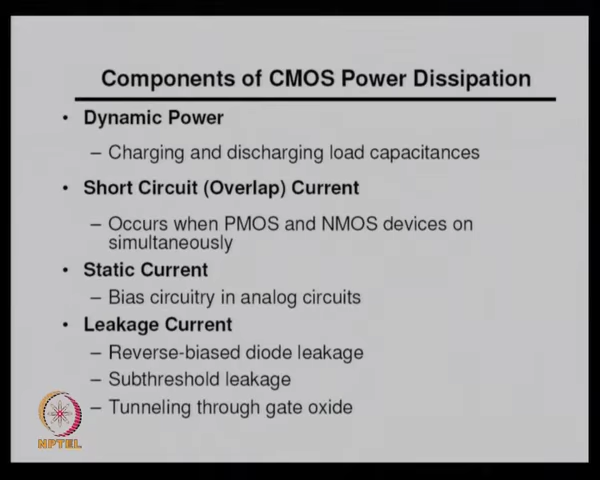 Components of CMOS Power Dissipation
• Dynamic Power
– Charging and discharging load capacitances
• Short Circuit (Overlap) Current
– Occurs when PMOS and NMOS devices on
simultaneously
• Static Current
– Bias circuitry in analog circuits
• Leakage Current
– Reverse-biased diode leakage
– Subthreshold leakage
– Tunneling through gate oxide
NPTEL